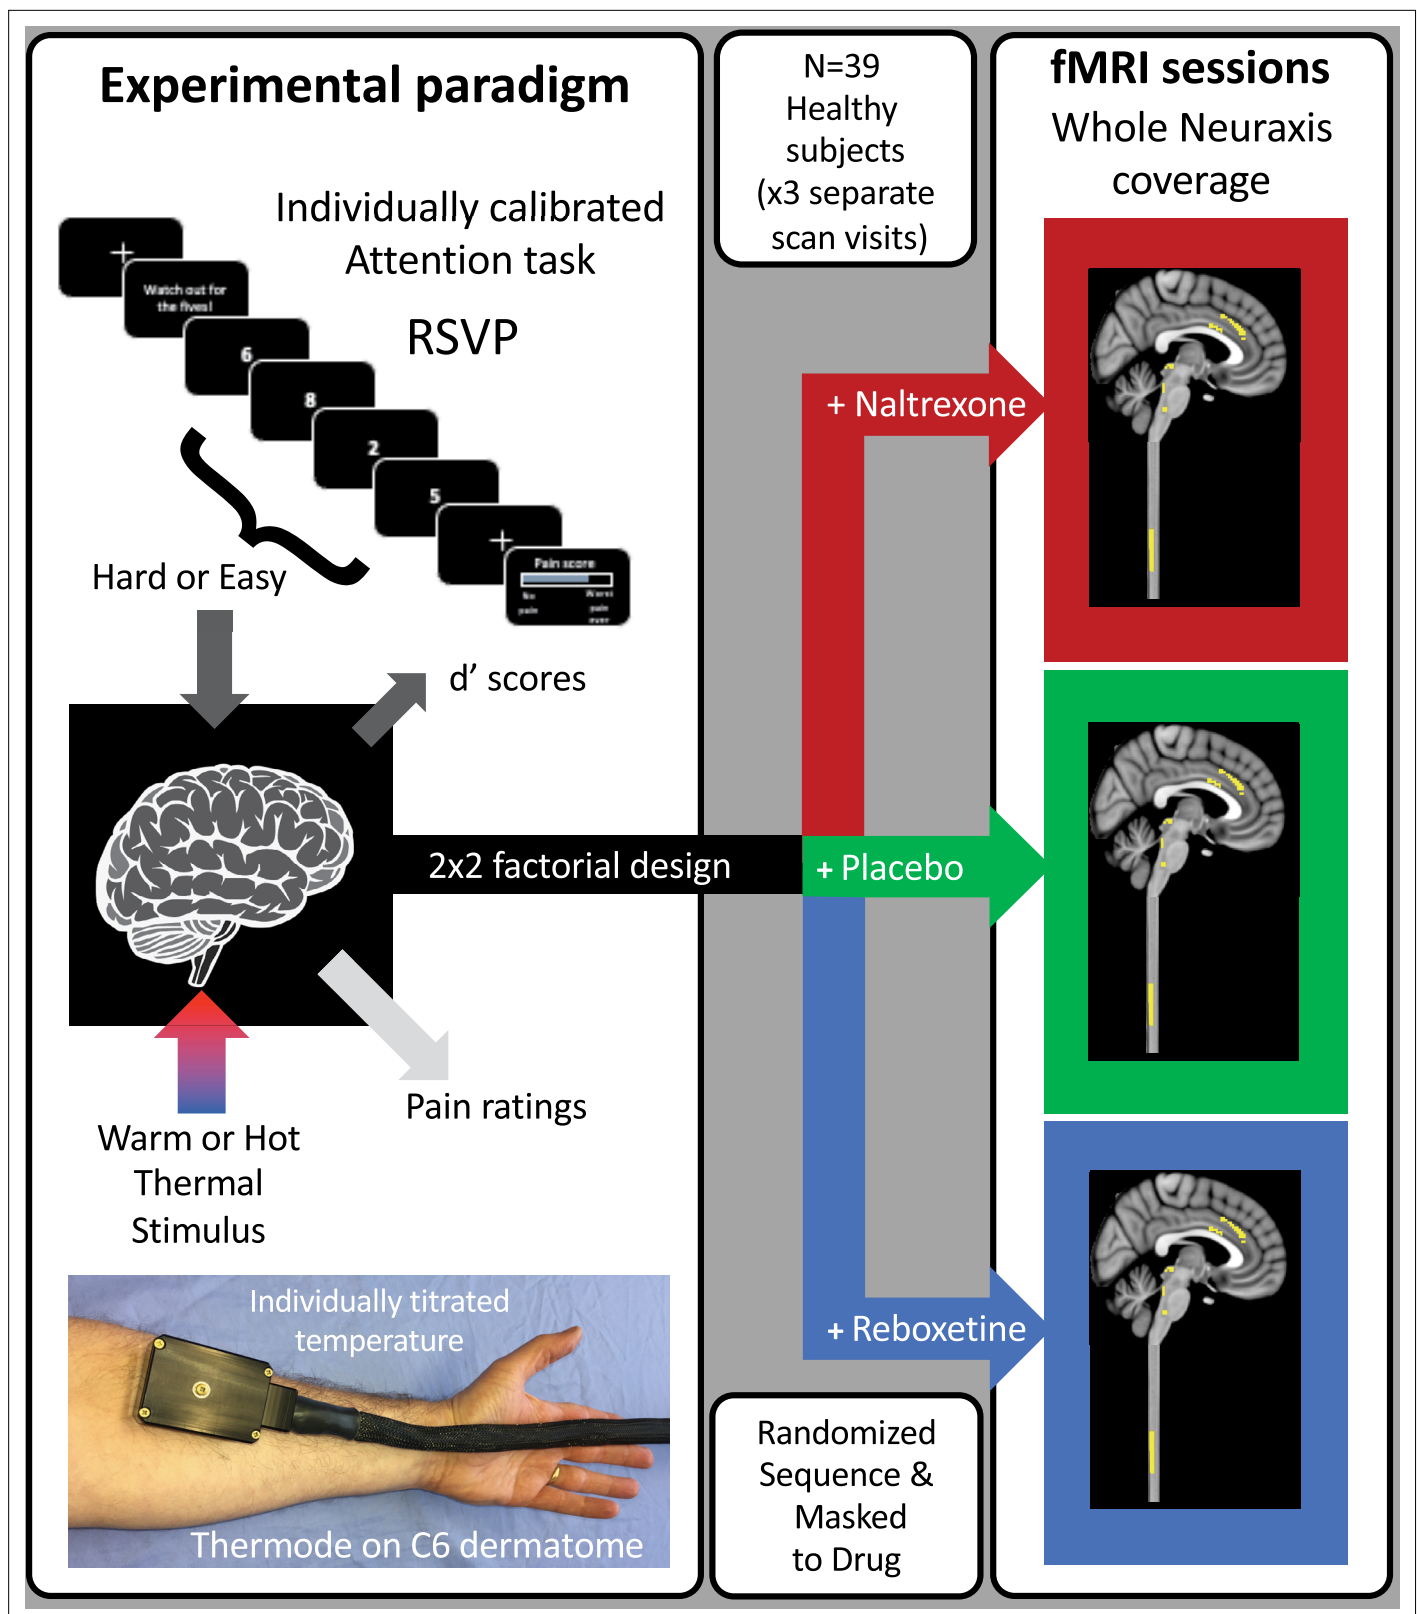 Experimental paradigm
Individually calibrated
Attention task
RSVP
+
Watch out for
the fives!
6
8
2
5
+
Pain score
No
pain
Worst
pain
ever
Hard or Easy
d’ scores
2x2 factorial design
Pain ratings
Warm or Hot
Thermal
Stimulus
Individually titrated
temperature
Thermode on C6 dermatome
N=39
Healthy
subjects
(x3 separate
scan visits)
+ Naltrexone
+ Placebo
+ Reboxetine
Randomized
Sequence &
Masked
to Drug
fMRI sessions
Whole Neuraxis
coverage